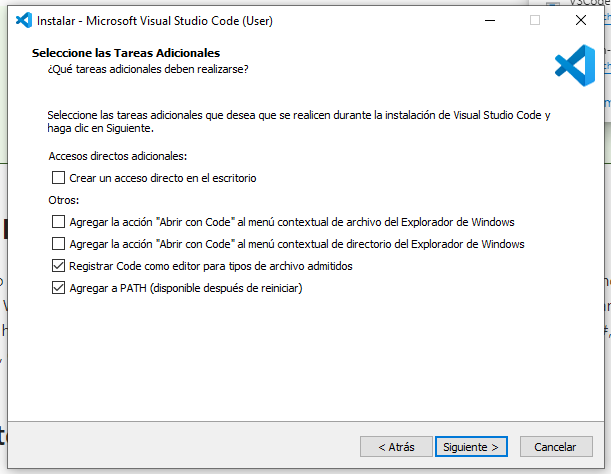 Instalar - Microsoft Visual Studio Code (User)
Seleccione las Tareas Adicionales
¿Qué tareas adicionales deben realizarse?
Seleccione las tareas adicionales que desea que se realicen durante la instalación de Visual Studio Code y
haga clic en Siguiente.
Accesos directos adicionales:
Crear un acceso directo en el escritorio
Otros:
Agregar la acción "Abrir con Code" al menú contextual de archivo del Explorador de Windows
Agregar la acción "Abrir con Code" al menú contextual de directorio del Explorador de Windows
Registrar Code como editor para tipos de archivo admitidos
Agregar a PATH (disponible después de reiniciar)
< Atrás
Siguiente >
Cancelar
VSCode